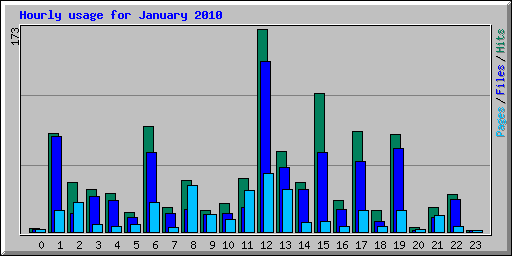 Hourly usage for January 2010
173
Pages/Files/Hits
0 1 2 3 4 5 6 7 8 9 10 11 12 13 14 15 16 17 18 19 20 21 22 23